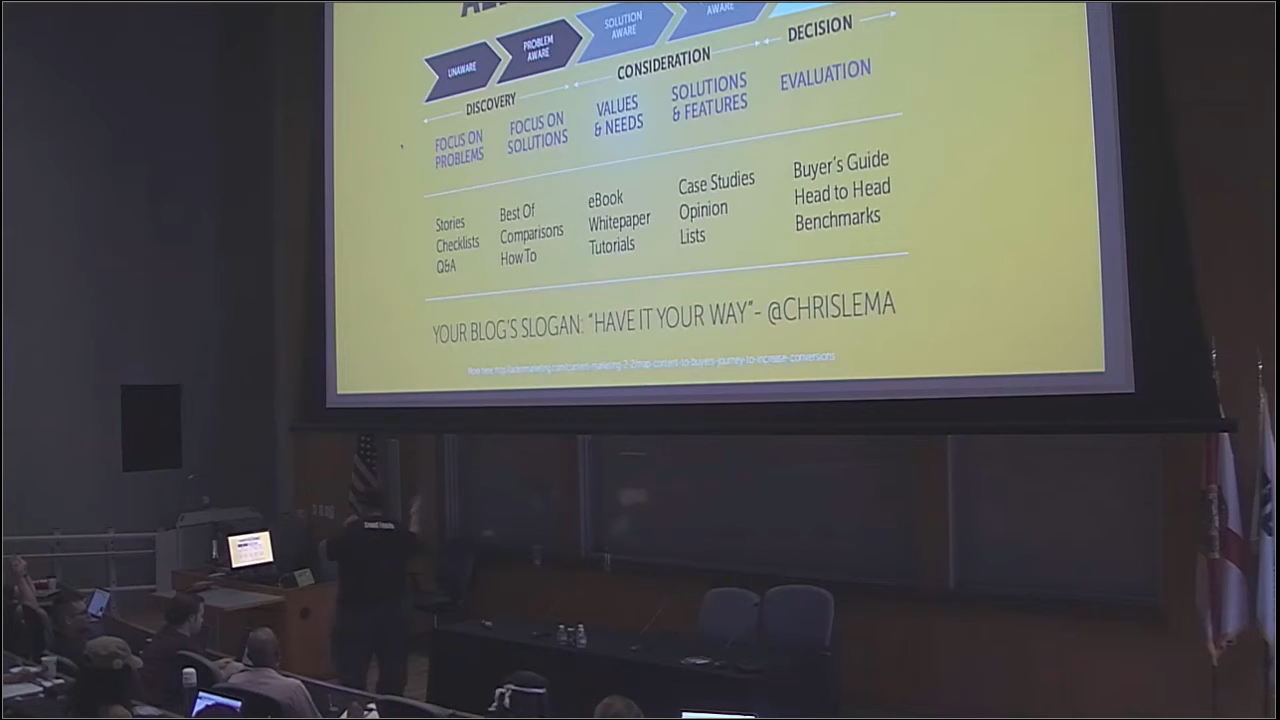 SOLUTION
AWARE
AWARE
PROBLEM
AWARE
UNAWARE
DISCOVERY
CONSIDERATION
DECISION
FOCUS ON
PROBLEMS
FOCUS ON
SOLUTIONS
VALUES
& NEEDS
SOLUTIONS
& FEATURES
EVALUATION
Stories
Checklists
Q&A
Best Of
Comparisons
How To
eBook
Whitepaper
Tutorials
Case Studies
Opinion
Lists
Buyer's Guide
Head to Head
Benchmarks
YOUR BLOG'S SLOGAN: "HAVE IT YOUR WAY"- @CHRISLEMA